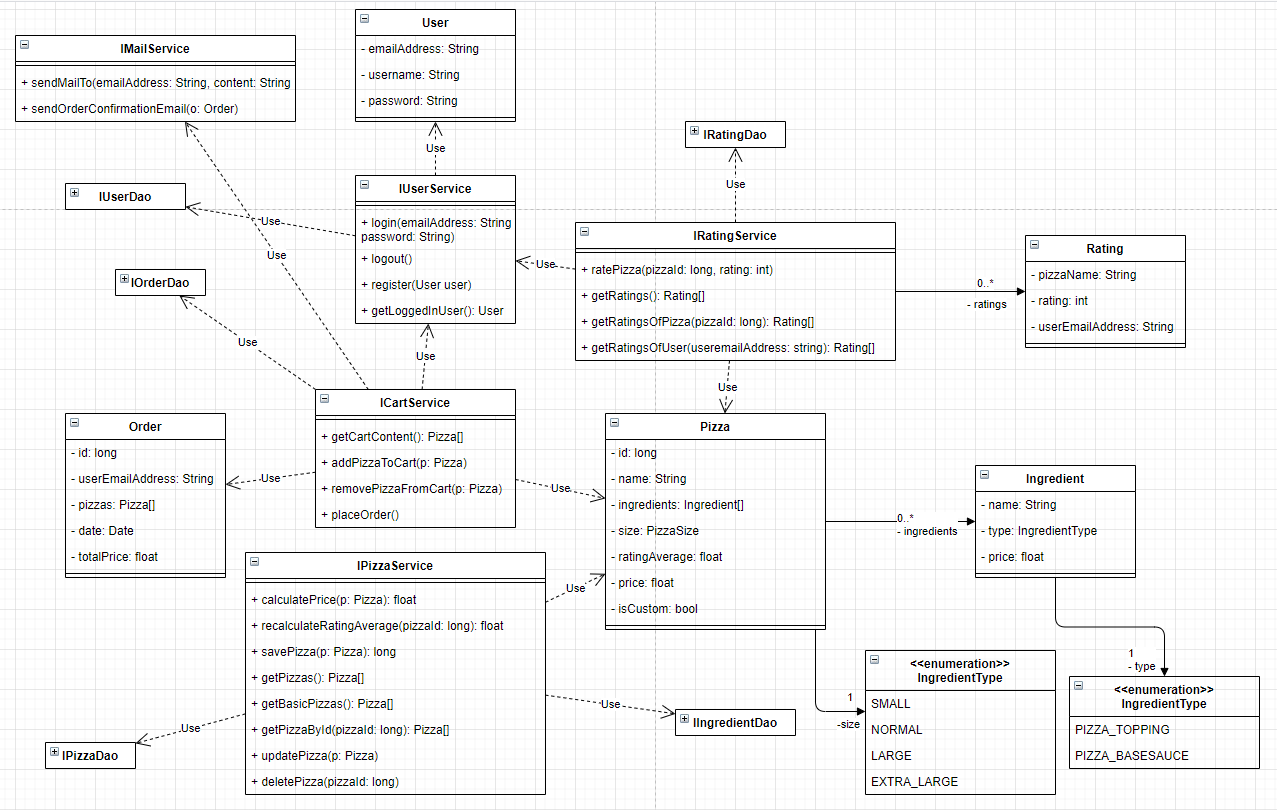 User
- emailAddress: String
- username: String
- password: String
IMailService
+ sendMailTo(emailAddress: String, content: String
+ sendOrderConfirmationEmail(o: Order)
Use
IRatingDao
Use
IUserDao
Use
IUserService
+ login(emailAddress: String
password: String)
+ logout()
+ register(User user)
+ getLoggedInUser(): User
Use
IRatingService
+ ratePizza(pizzaId: long, rating: int)
+ getRatings(): Rating[]
+ getRatingsOfPizza(pizzaId: long): Rating[]
+ getRatingsOfUser(useremailAddress: string): Rating[]
Use
0..*
- ratings
Rating
- pizzaName: String
- rating: int
- userEmailAddress: String
IOrderDao
Use
Use
Use
ICartService
+ getCartContent(): Pizza[]
+ addPizzaToCart(p: Pizza)
+ removePizzaFromCart(p: Pizza)
+ placeOrder()
Order
- id: long
- userEmailAddress: String
- pizzas: Pizza[]
- date: Date
- totalPrice: float
Use
Use
Pizza
- id: long
- name: String
- ingredients: Ingredient[]
- size: PizzaSize
- ratingAverage: float
- price: float
- isCustom: bool
0..*
- ingredients
Ingredient
- name: String
- type: IngredientType
- price: float
IPizzaService
+ calculatePrice(p: Pizza): float
+ recalculateRatingAverage(pizzaId: long): float
+ savePizza(p: Pizza): long
+ getPizzas(): Pizza[]
+ getBasicPizzas(): Pizza[]
+ getPizzaById(pizzaId: long): Pizza[]
+ updatePizza(p: Pizza)
+ deletePizza(pizzaId: long)
Use
Use
IIngredientDao
Use
IPizzaDao
1
-size
<<enumeration>>
IngredientType
SMALL
NORMAL
LARGE
EXTRA_LARGE
1
- type
<<enumeration>>
IngredientType
PIZZA_TOPPING
PIZZA_BASESAUCE